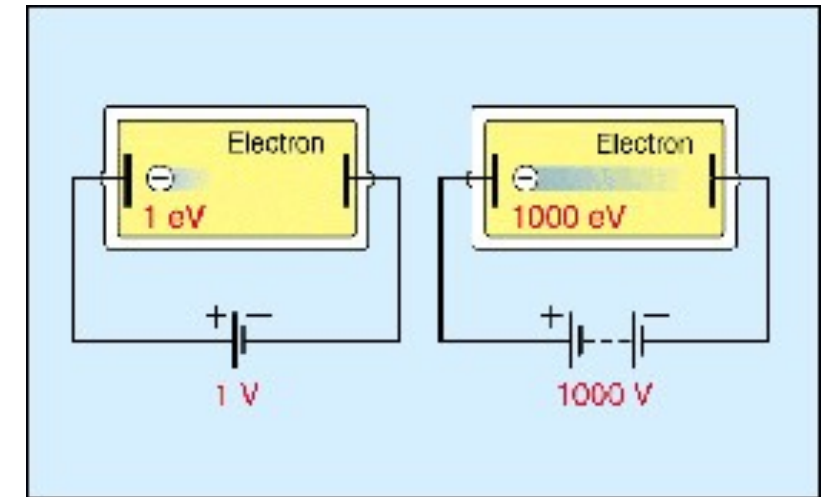 Electron
1 eV
+ −
1 V
Electron
1000 eV
+ −
1000 V